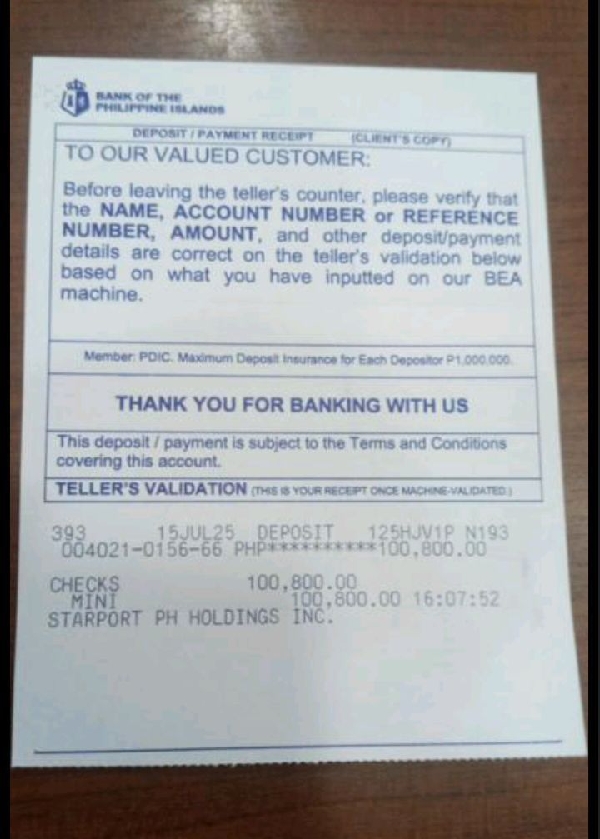 BANK OF THE
PHILIPPINE ISLANDS
DEPOSIT / PAYMENT RECEIPT (CLIENT'S COPY)
TO OUR VALUED CUSTOMER:
Before leaving the teller's counter, please verify that
the NAME, ACCOUNT NUMBER or REFERENCE
NUMBER, AMOUNT, and other deposit/payment
details are correct on the teller's validation below
based on what you have inputted on our BEA
machine.
Member: PDIC. Maximum Deposit Insurance for Each Depositor P1,000,000.
THANK YOU FOR BANKING WITH US
This deposit / payment is subject to the Terms and Conditions
covering this account.
TELLER'S VALIDATION (THIS IS YOUR RECEIPT ONCE MACHINE-VALIDATED.)
393 15JUL25 DEPOSIT 125HJV1P N193
004021-0156-66 PHP**********100,800.00
CHECKS 100,800.00
MINI 100,800.00 16:07:52
STARPORT PH HOLDINGS INC.